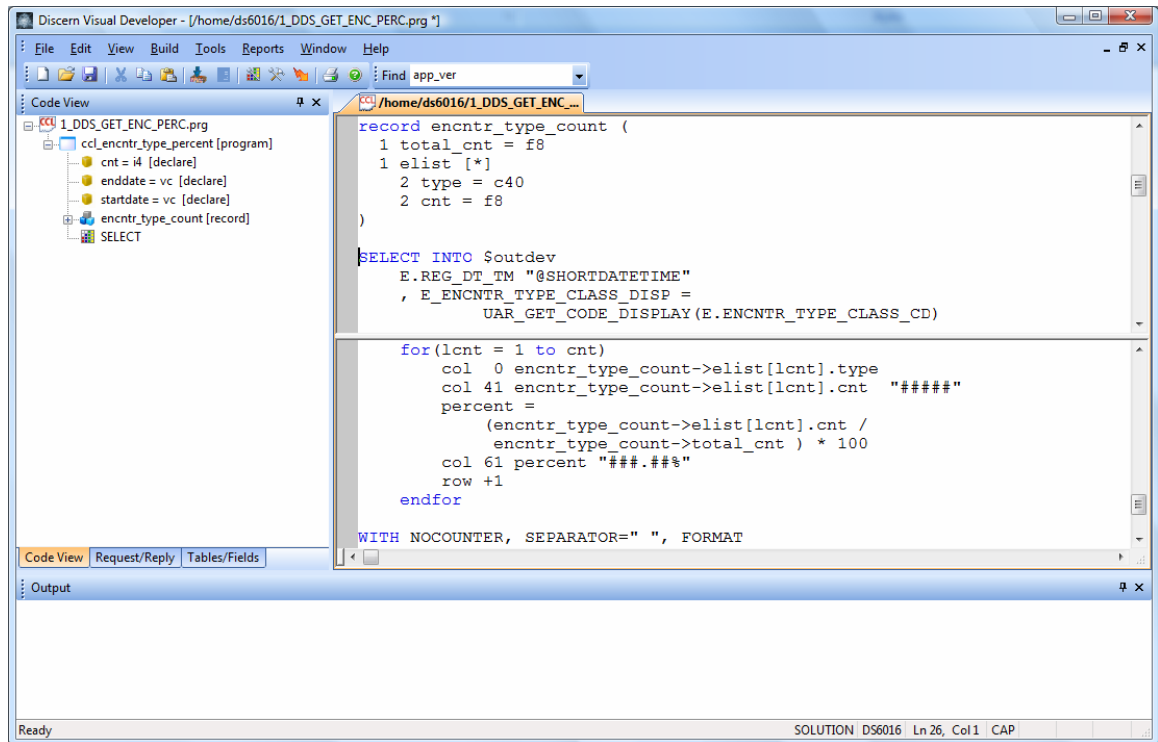 Discern Visual Developer - [/home/ds6016/1_DDS_GET_ENC_PERC.prg *]
File Edit View Build Tools Reports Window Help
Find app_ver
Code View
1_DDS_GET_ENC_PERC.prg
ccl_encntr_type_percent [program]
cnt = i4 [declare]
enddate = vc [declare]
startdate = vc [declare]
encntr_type_count [record]
SELECT
Code View Request/Reply Tables/Fields
/home/ds6016/1_DDS_GET_ENC_...
record encntr_type_count (
1 total_cnt = f8
1 elist [*]
2 type = c40
2 cnt = f8
)
SELECT INTO $outdev
E.REG_DT_TM "@SHORTDATETIME"
, E_ENCNTR_TYPE_CLASS_DISP =
UAR_GET_CODE_DISPLAY(E.ENCNTR_TYPE_CLASS_CD)
for(lcnt = 1 to cnt)
col 0 encntr_type_count->elist[lcnt].type
col 41 encntr_type_count->elist[lcnt].cnt "#####"
percent =
(encntr_type_count->elist[lcnt].cnt /
encntr_type_count->total_cnt ) * 100
col 61 percent "###.##%"
row +1
endfor
WITH NOCOUNTER, SEPARATOR=" ", FORMAT
Output
Ready
SOLUTION DS6016 Ln 26, Col 1 CAP